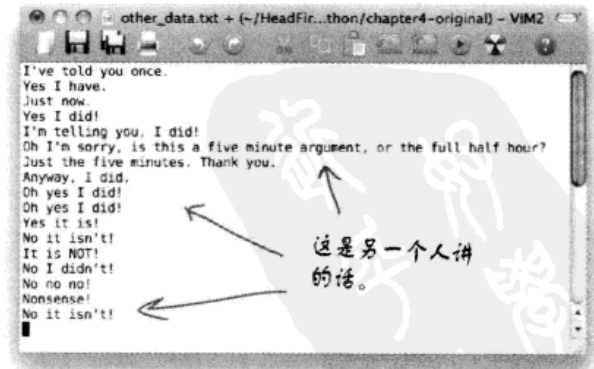 other_data.txt + (~/HeadFir...thon/chapter4-original) - VIM2
I've told you once.
Yes I have.
Just now.
Yes I did!
I'm telling you, I did!
Oh I'm sorry, is this a five minute argument, or the full half hour?
Just the five minutes. Thank you.
Anyway, I did.
Oh yes I did!
Oh yes I did!
Yes it is!
No it isn't!
It is NOT!
No I didn't!
No no no!
Nonsense!
No it isn't!
这是另一个人讲
的话。